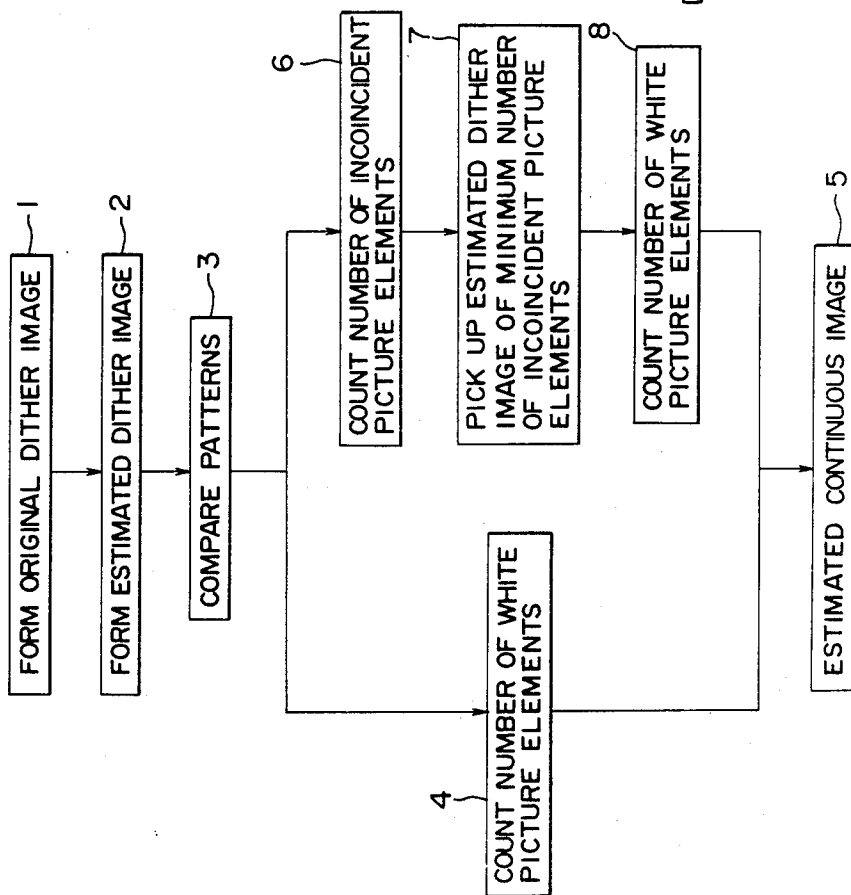 FORM ORIGINAL DITHER IMAGE
1
FORM ESTIMATED DITHER IMAGE
2
COMPARE PATTERNS
3
COUNT NUMBER OF WHITE
PICTURE ELEMENTS
4
COUNT NUMBER OF INCOINCIDENT
PICTURE ELEMENTS
6
PICK UP ESTIMATED DITHER
IMAGE OF MINIMUM NUMBER
OF INCOINCIDENT PICTURE
ELEMENTS
7
COUNT NUMBER OF WHITE
PICTURE ELEMENTS
8
ESTIMATED CONTINUOUS IMAGE
5